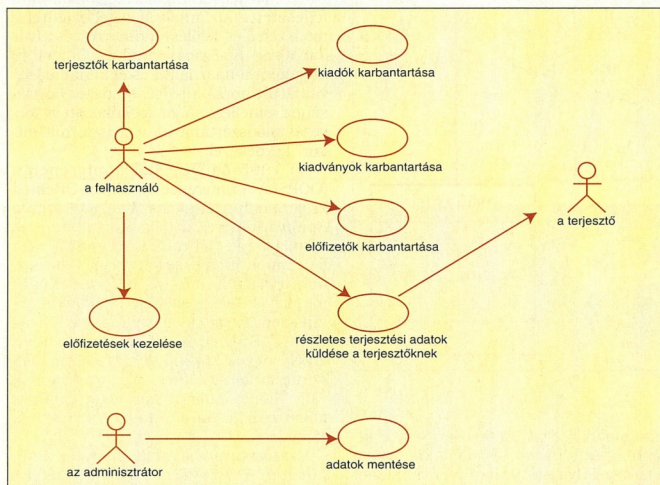 terjesztők karbantartása
kiadók karbantartása
kiadványok karbantartása
a felhasználó
a terjesztő
előfizetők karbantartása
előfizetések kezelése
részletes terjesztési adatok
küldése a terjesztőknek
az adminisztrátor
adatok mentése